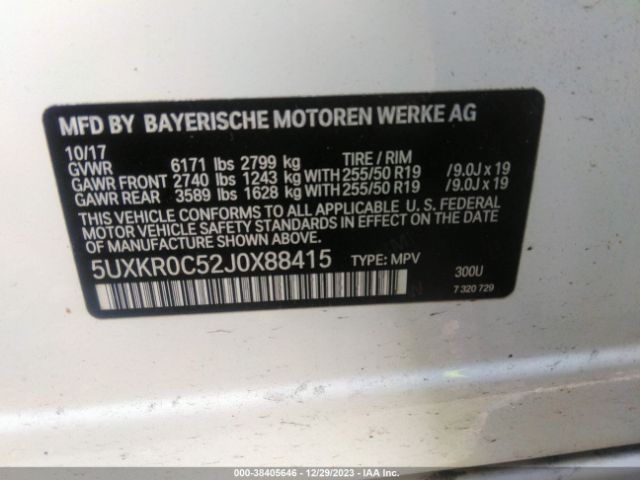 MFD BY BAYERISCHE MOTOREN WERKE AG
10/17 TIRE / RIM
GVWR 6171 lbs 2799 kg
GAWR FRONT 2740 lbs 1243 kg WITH 255/50 R19 /9.0J x 19
GAWR REAR 3589 lbs 1628 kg WITH 255/50 R19 /9.0J x 19
THIS VEHICLE CONFORMS TO ALL APPLICABLE U. S. FEDERAL
MOTOR VEHICLE SAFETY STANDARDS IN EFFECT ON THE DATE
OF MANUFACTURE SHOWN ABOVE.
5UXKR0C52J0X88415 TYPE: MPV 300U
7 320 729
000-38405646 - 12/29/2023 - IAA Inc.